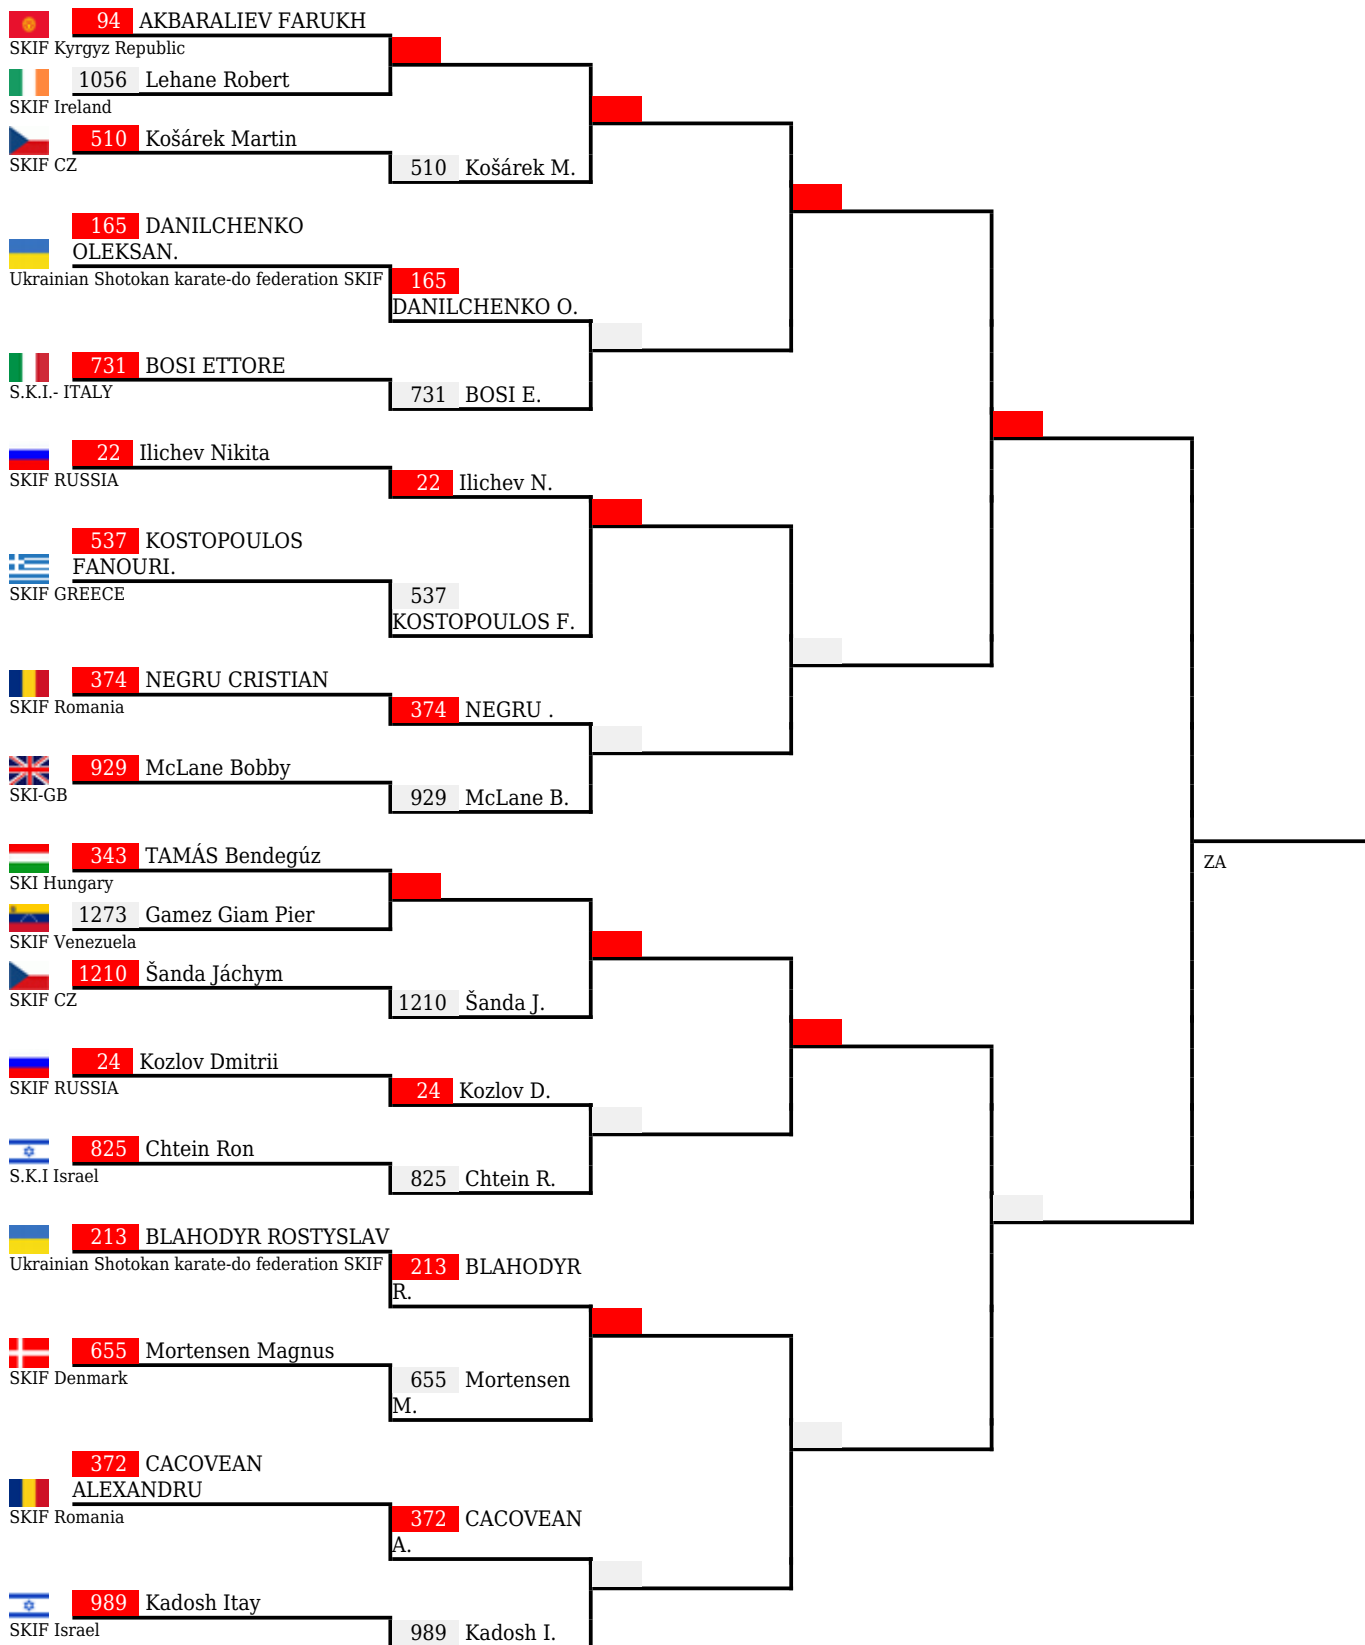 94 AKBARALIEV FARUKH
SKIF Kyrgyz Republic
1056 Lehane Robert
SKIF Ireland
510 Košárek Martin
SKIF CZ
510 Košárek M.
165 DANILCHENKO
OLEKSAN.
Ukrainian Shotokan karate-do federation SKIF
165
DANILCHENKO O.
731 BOSI ETTORE
S.K.I.- ITALY
731 BOSI E.
22 Ilichev Nikita
SKIF RUSSIA
22 Ilichev N.
537 KOSTOPOULOS
FANOURI.
SKIF GREECE
537
KOSTOPOULOS F.
374 NEGRU CRISTIAN
SKIF Romania
374 NEGRU .
929 McLane Bobby
SKI-GB
929 McLane B.
343 TAMÁS Bendegúz
SKI Hungary
ZA
1273 Gamez Giam Pier
SKIF Venezuela
1210 Šanda Jáchym
SKIF CZ
1210 Šanda J.
24 Kozlov Dmitrii
SKIF RUSSIA
24 Kozlov D.
825 Chtein Ron
S.K.I Israel
825 Chtein R.
213 BLAHODYR ROSTYSLAV
Ukrainian Shotokan karate-do federation SKIF
213 BLAHODYR
R.
655 Mortensen Magnus
SKIF Denmark
655 Mortensen
M.
372 CACOVEAN
ALEXANDRU
SKIF Romania
372 CACOVEAN
A.
989 Kadosh Itay
SKIF Israel
989 Kadosh I.